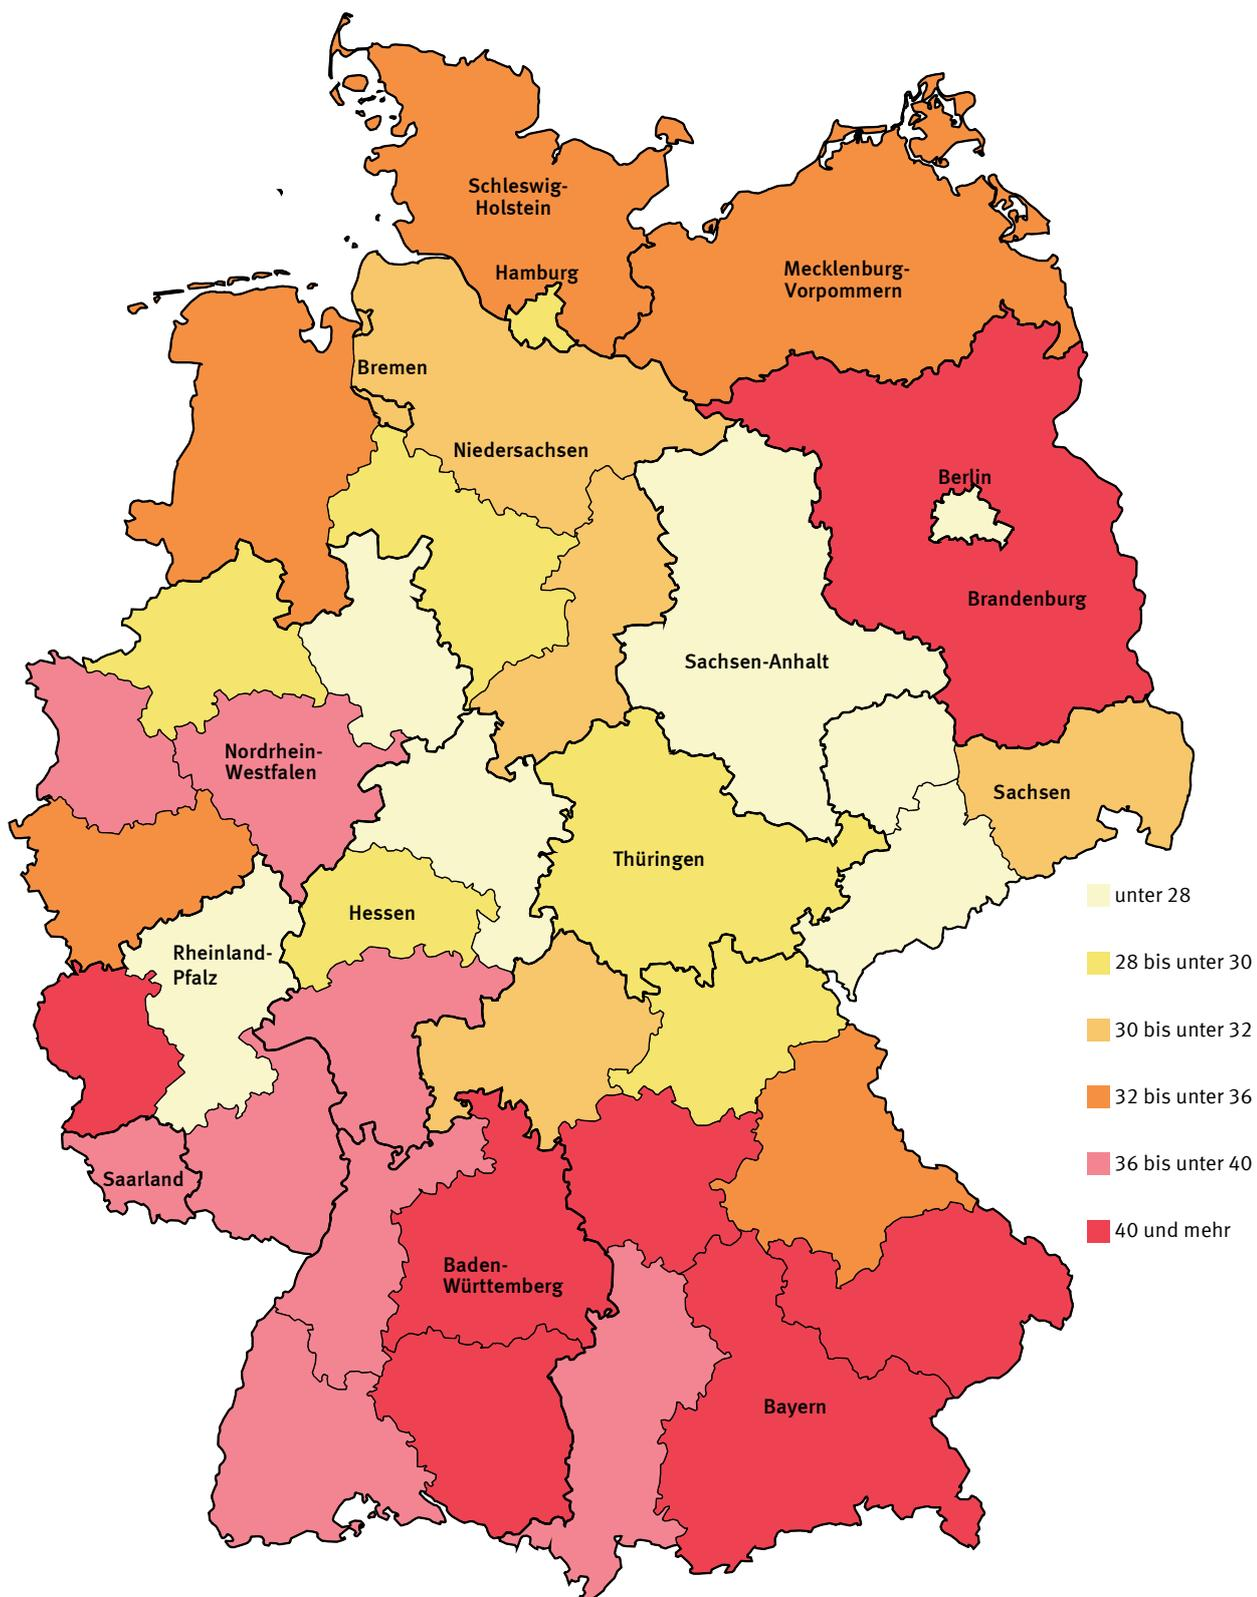 Schleswig-
Holstein
Hamburg
Mecklenburg-
Vorpommern
Bremen
Niedersachsen
Berlin
Brandenburg
Sachsen-Anhalt
Nordrhein-
Westfalen
Sachsen
Thüringen
Hessen
Rheinland-
Pfalz
Saarland
Baden-
Württemberg
Bayern
unter 28
28 bis unter 30
30 bis unter 32
32 bis unter 36
36 bis unter 40
40 und mehr